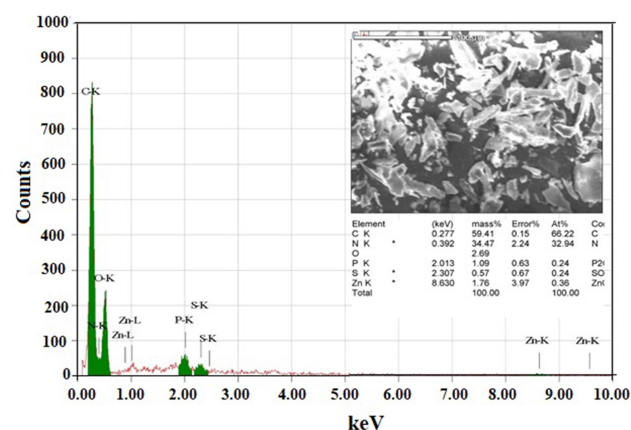 1000
900
800
700
600
500
400
300
200
100
0
Counts
C-K
N-K
O-K
Zn-L
Zn-L
P-K
S-K
S-K
Zn-K
Zn-K
Element (keV) mass% Error% At%
C K 0.277 59.41 0.15 66.22 C
N K * 0.392 34.47 2.24 32.94 N
O 2.69
P K 2.013 1.09 0.63 0.24
S K * 2.307 0.57 0.67 0.24 SO
Zn K * 8.630 1.76 3.97 0.36
Total 100.00 100.00
0.00 1.00 2.00 3.00 4.00 5.00 6.00 7.00 8.00 9.00 10.00
keV